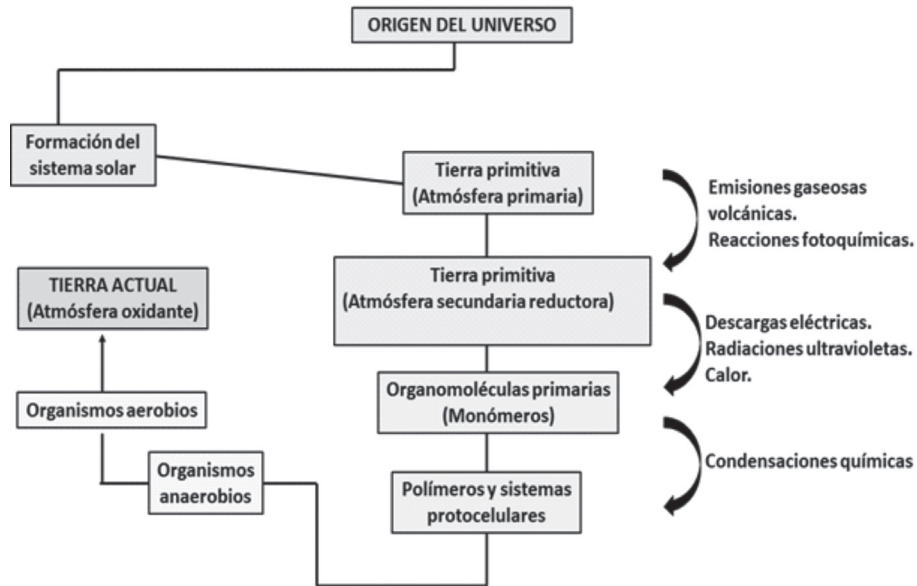 ORIGEN DEL UNIVERSO
Formación del
sistema solar
Tierra primitiva
(Atmósfera primaria)
Emisiones gaseosas
volcánicas.
Reacciones fotoquímicas.
Tierra primitiva
(Atmósfera secundaria reductora)
Descargas eléctricas.
Radiaciones ultravioletas.
Calor.
Organomoléculas primarias
(Monómeros)
Condensaciones químicas
Polímeros y sistemas
protocelulares
Organismos
anaerobios
Organismos aerobios
TIERRA ACTUAL
(Atmósfera oxidante)